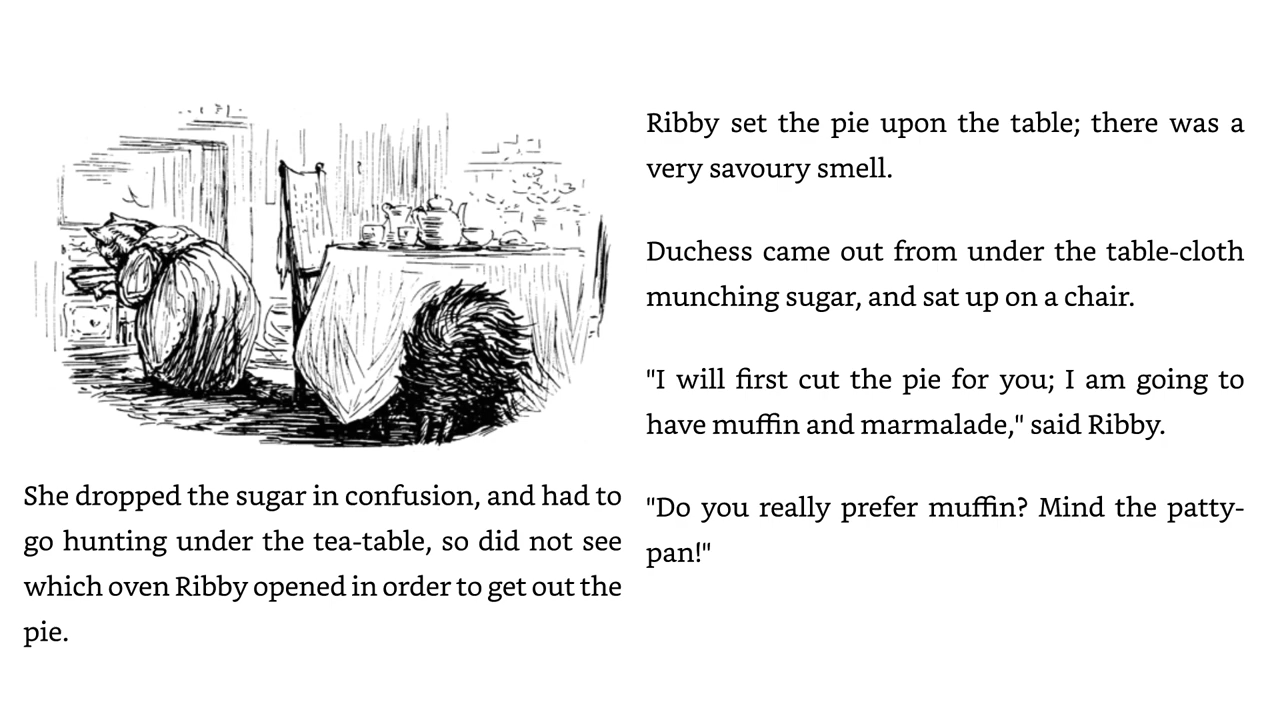 She dropped the sugar in confusion, and had to
go hunting under the tea-table, so did not see
which oven Ribby opened in order to get out the
pie.
Ribby set the pie upon the table; there was a
very savoury smell.
Duchess came out from under the table-cloth
munching sugar, and sat up on a chair.
"I will first cut the pie for you; I am going to
have muffin and marmalade," said Ribby.
"Do you really prefer muffin? Mind the patty-
pan!"